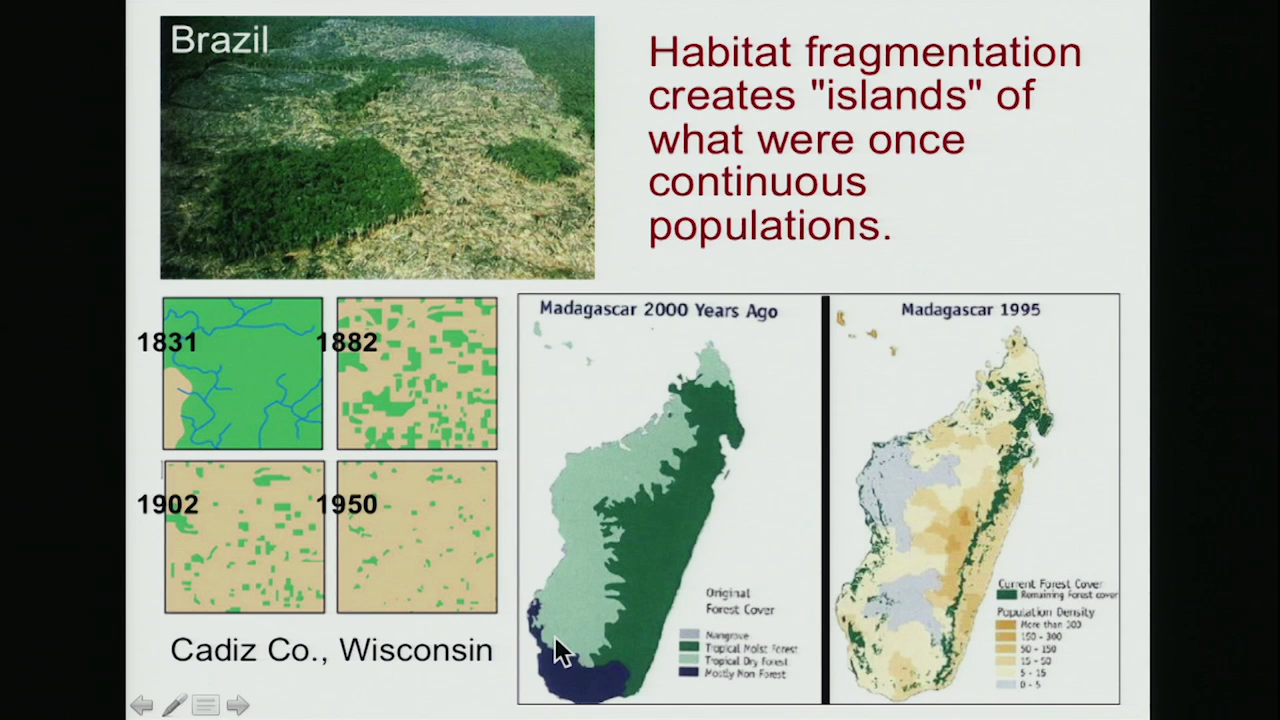 Brazil
Habitat fragmentation
creates "islands" of
what were once
continuous
populations.
1831
1882
1902
1950
Cadiz Co., Wisconsin
Madagascar 2000 Years Ago
Original
Forest Cover
Mangrove
Tropical Moist Forest
Tropical Dry Forest
Mostly Non Forest
Madagascar 1995
Current Forest Cover
Remaining Forest cover
Population Density
More than 300
150 - 300
50 - 150
15 - 50
5 - 15
0 - 5